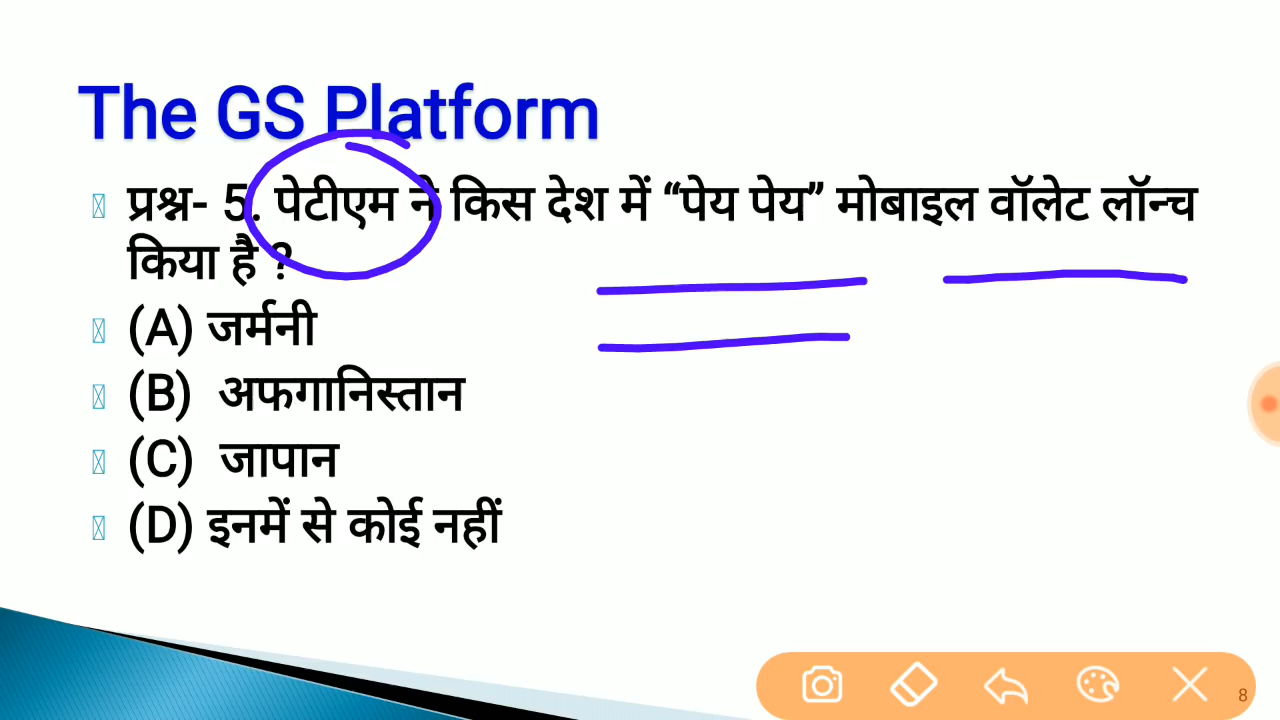 The GS Platform
प्रश्न- 5. पेटीएम ने किस देश में “पेय पेय” मोबाइल वॉलेट लॉन्च
किया है ?
(A) जर्मनी
(B) अफगानिस्तान
(C) जापान
(D) इनमें से कोई नहीं
8